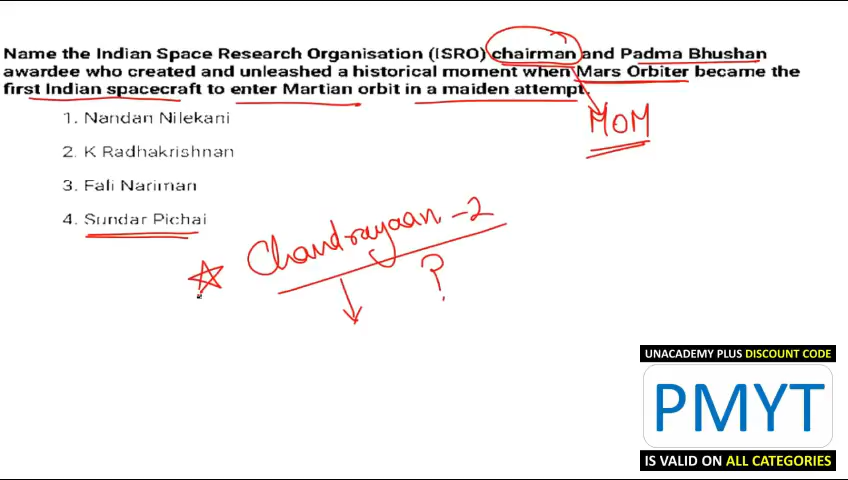 Name the Indian Space Research Organisation (ISRO) chairman and Padma Bhushan
awardee who created and unleashed a historical moment when Mars Orbiter became the
first Indian spacecraft to enter Martian orbit in a maiden attempt.
MOM
1. Nandan Nilekani
2. K Radhakrishnan
3. Fali Nariman
4. Sundar Pichai
Chandrayaan-2
?
UNACADEMY PLUS DISCOUNT CODE
PMYT
IS VALID ON ALL CATEGORIES